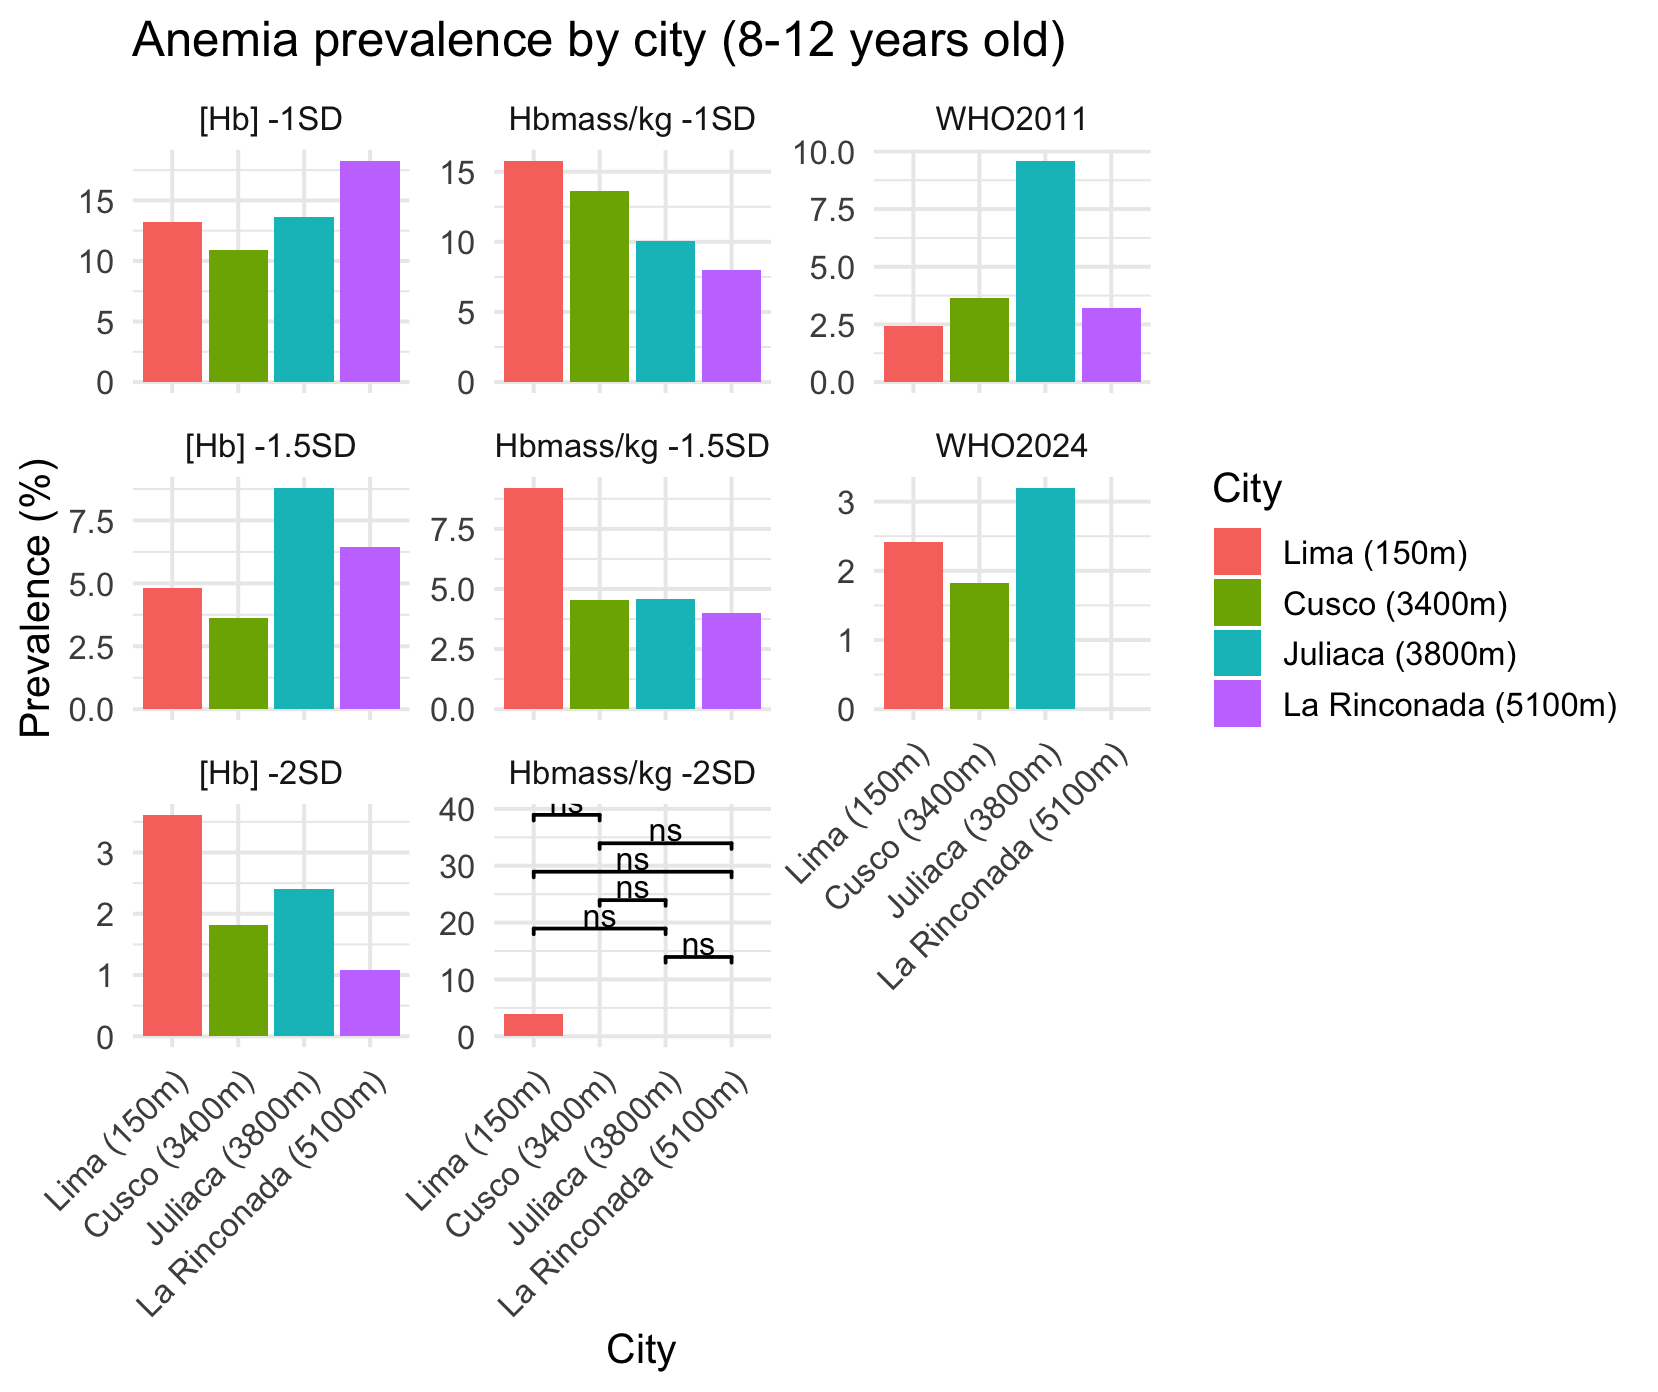 Anemia prevalence by city (8-12 years old)
[Hb] -1SD
Hbmass/kg -1SD
WHO2011
15
10
5
0
15
10
5
0
10.0
7.5
5.0
2.5
0.0
[Hb] -1.5SD
Hbmass/kg -1.5SD
WHO2024
7.5
5.0
2.5
0.0
7.5
5.0
2.5
0.0
3
2
1
0
Prevalence (%)
[Hb] -2SD
Hbmass/kg -2SD
3
2
1
0
40
30
20
10
0
ns
ns
ns
ns
ns
ns
Lima (150m)
Cusco (3400m)
Juliaca (3800m)
La Rinconada (5100m)
Lima (150m)
Cusco (3400m)
Juliaca (3800m)
La Rinconada (5100m)
Lima (150m)
Cusco (3400m)
Juliaca (3800m)
La Rinconada (5100m)
City
City
Lima (150m)
Cusco (3400m)
Juliaca (3800m)
La Rinconada (5100m)